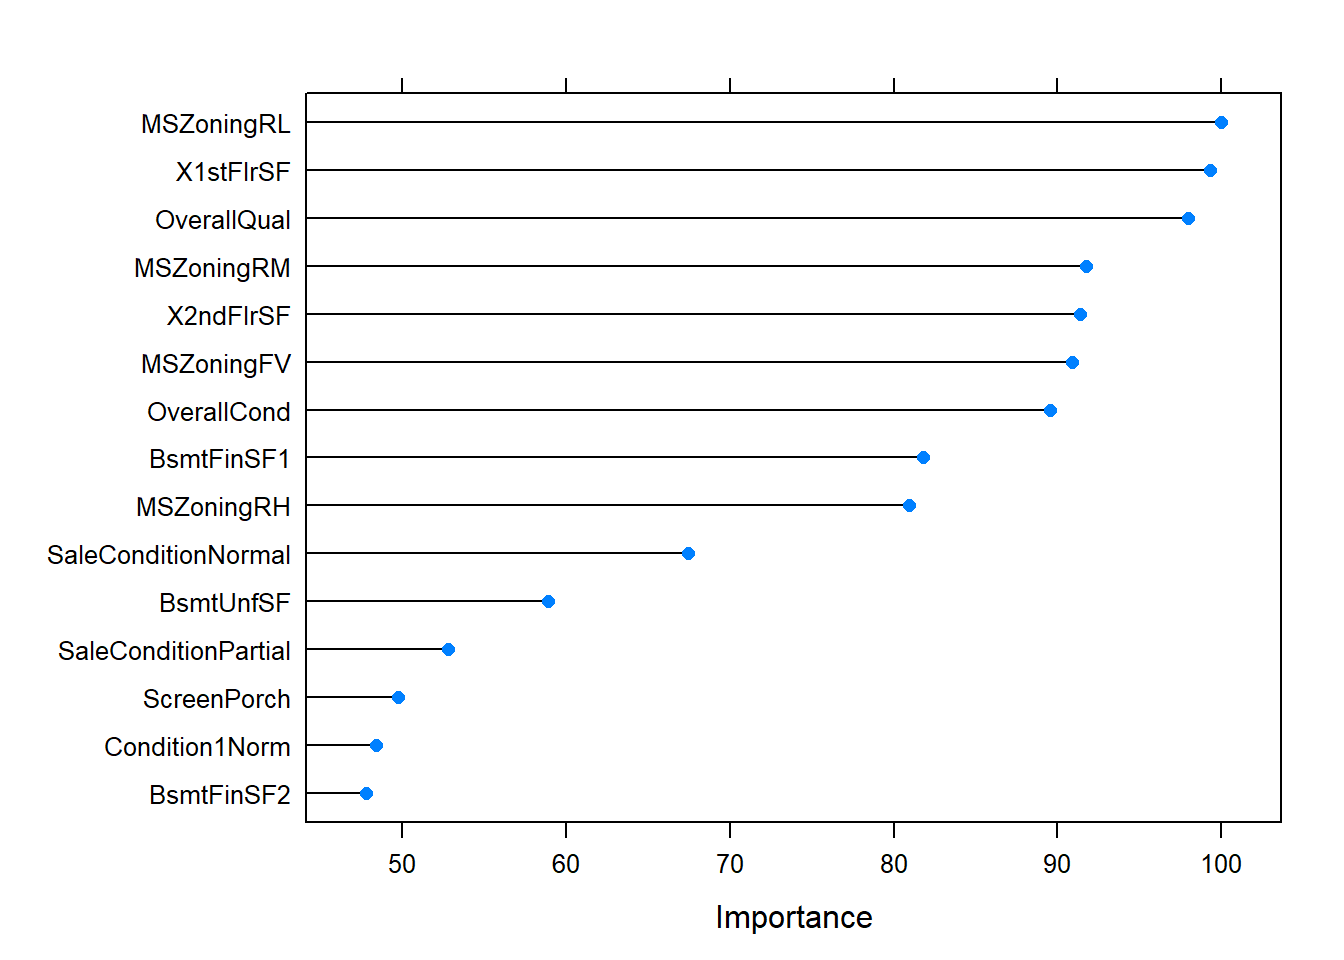 MSZoningRL
X1stFlrSF
OverallQual
MSZoningRM
X2ndFlrSF
MSZoningFV
OverallCond
BsmtFinSF1
MSZoningRH
SaleConditionNormal
BsmtUnfSF
SaleConditionPartial
ScreenPorch
Condition1Norm
BsmtFinSF2
50 60 70 80 90 100
Importance